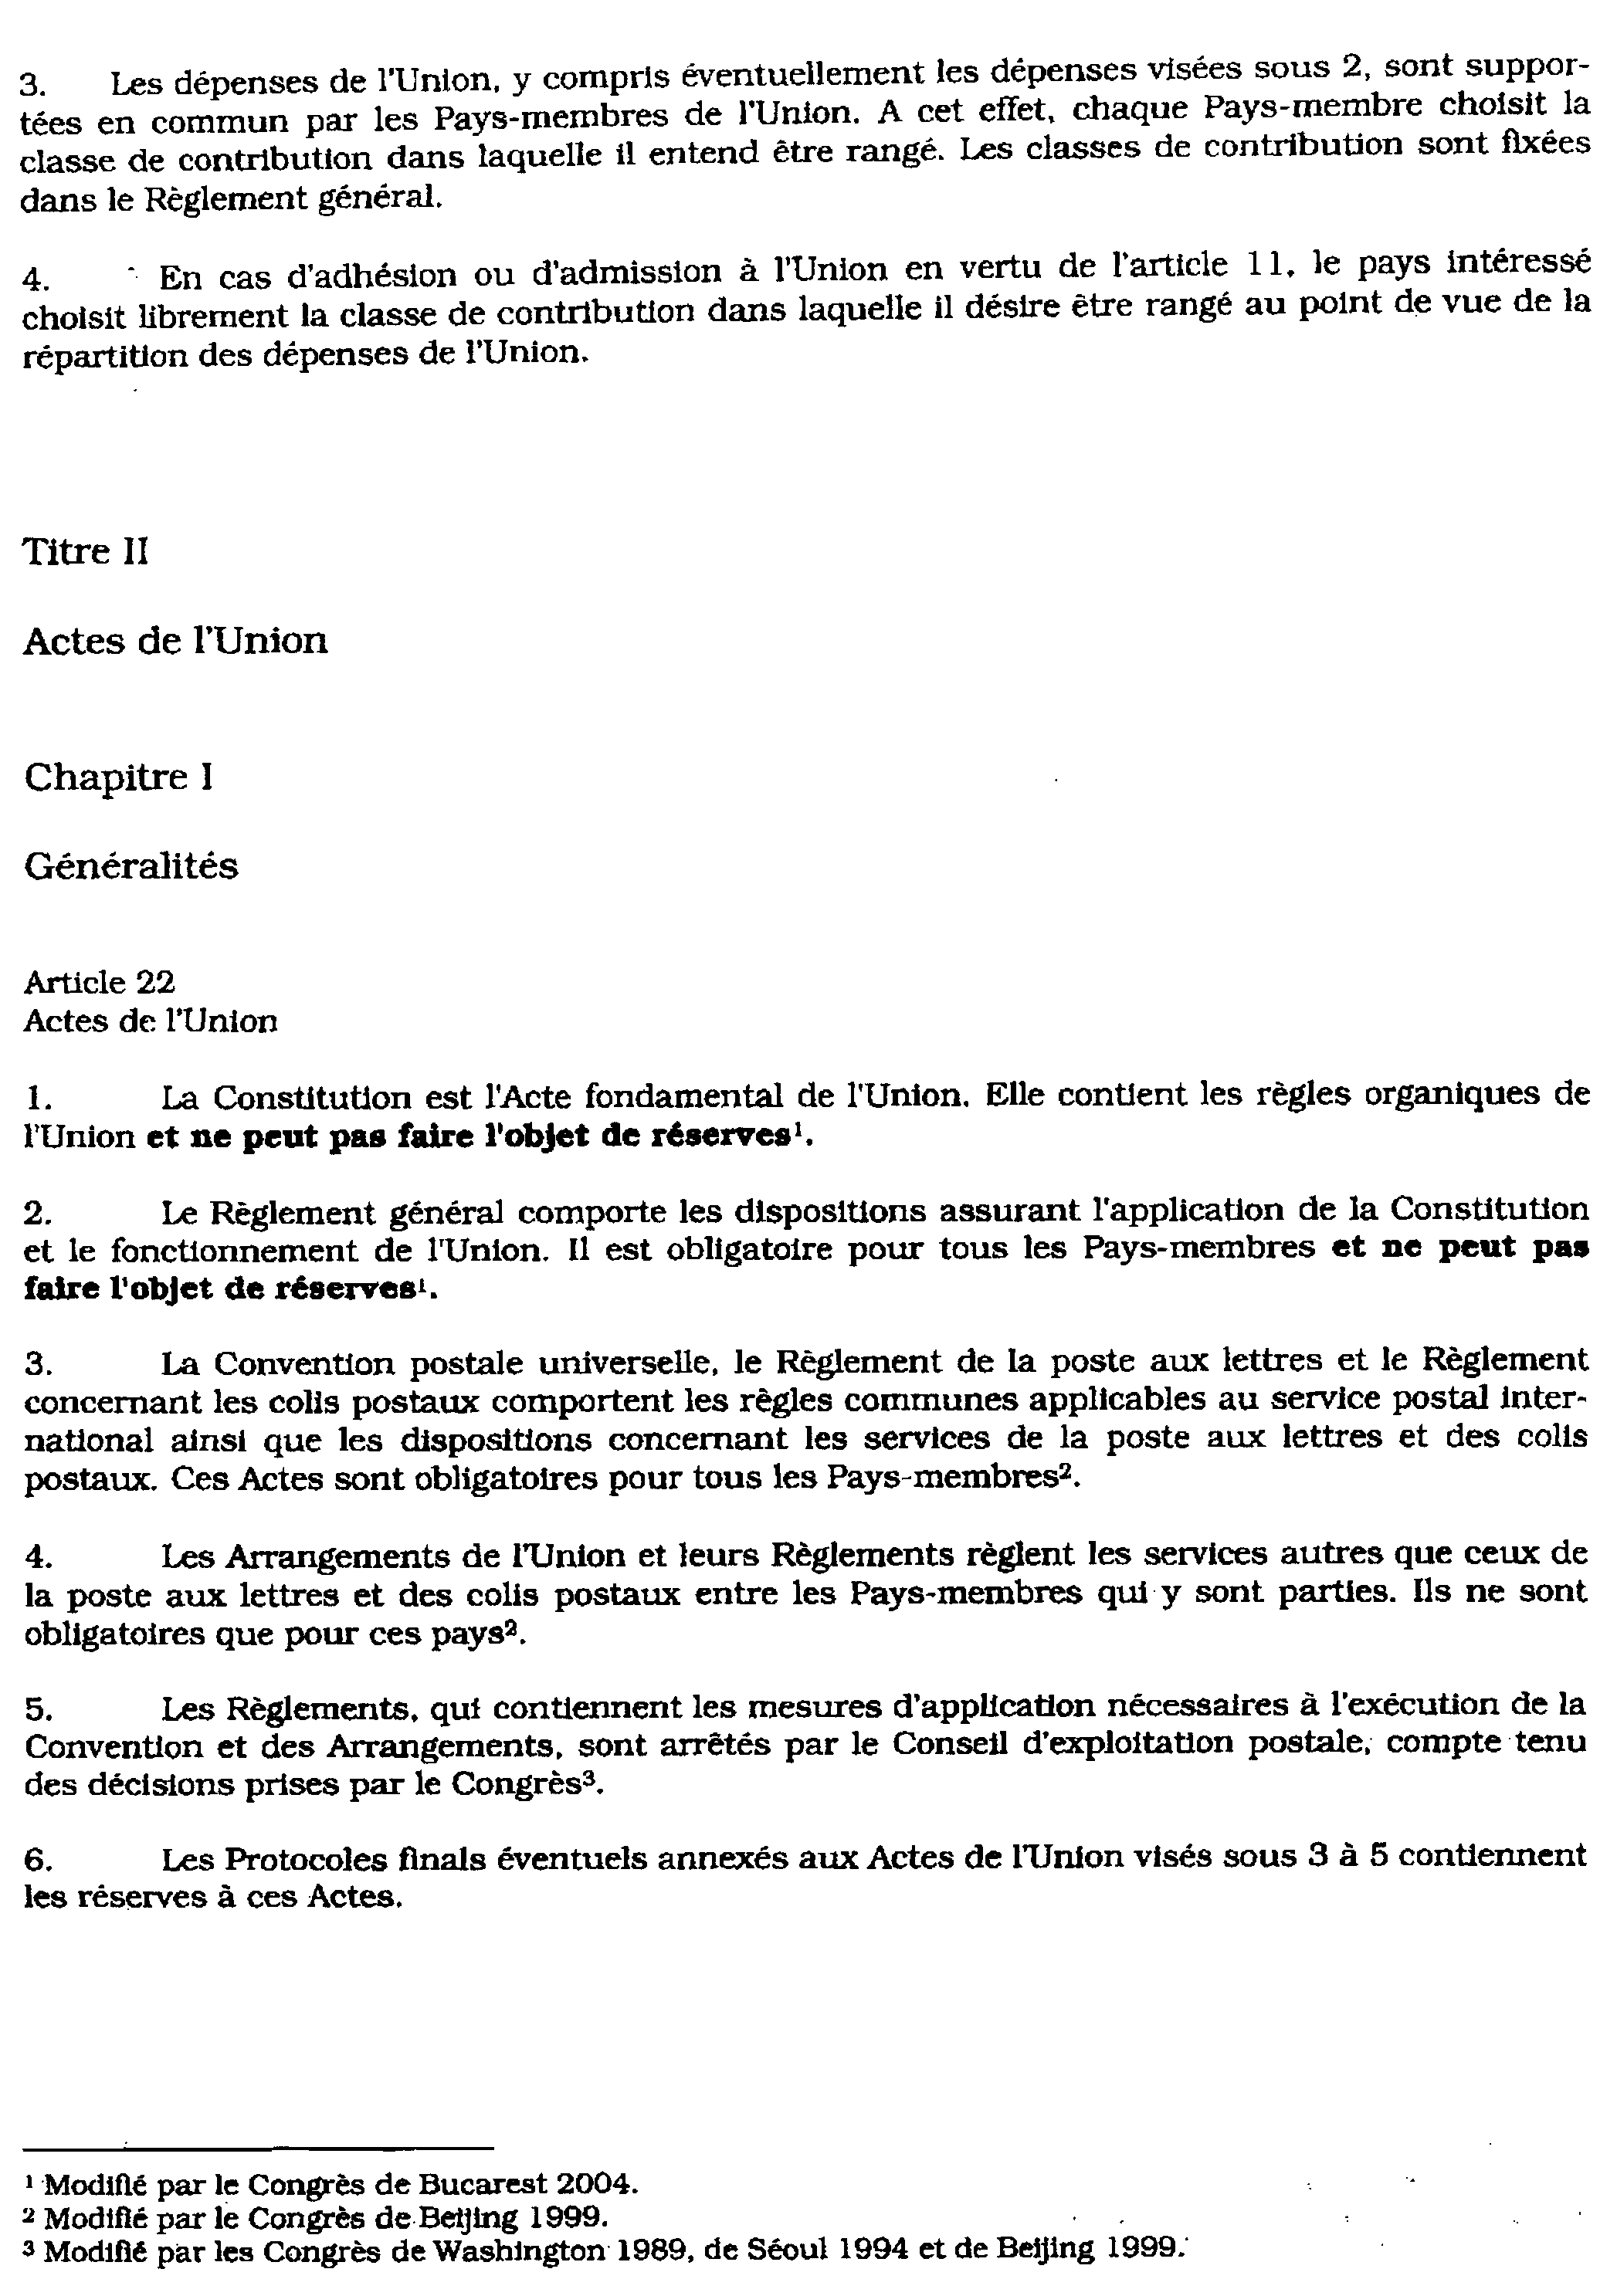 3. Les dépenses de l'Union, y compris éventuellement les dépenses visées sous 2, sont suppor-
tées en commun par les Pays-membres de l'Union. A cet effet, chaque Pays-membre choisit la
classe de contribution dans laquelle il entend être rangé. Les classes de contribution sont fixées
dans le Règlement général.
4. En cas d'adhésion ou d'admission à l'Union en vertu de l'article 11, le pays intéressé
choisit librement la classe de contribution dans laquelle il désire être rangé au point de vue de la
répartition des dépenses de l'Union.
Titre II
Actes de l'Union
Chapitre I
Généralités
Article 22
Actes de l'Union
1. La Constitution est l'Acte fondamental de l'Union. Elle contient les règles organiques de
l'Union et ne peut pas faire l'objet de réserves¹.
2. Le Règlement général comporte les dispositions assurant l'application de la Constitution
et le fonctionnement de l'Union. Il est obligatoire pour tous les Pays-membres et ne peut pas
faire l'objet de réserves¹.
3. La Convention postale universelle, le Règlement de la poste aux lettres et le Règlement
concernant les colis postaux comportent les règles communes applicables au service postal inter-
national ainsi que les dispositions concernant les services de la poste aux lettres et des colis
postaux. Ces Actes sont obligatoires pour tous les Pays-membres².
4. Les Arrangements de l'Union et leurs Règlements règlent les services autres que ceux de
la poste aux lettres et des colis postaux entre les Pays-membres qui y sont parties. Ils ne sont
obligatoires que pour ces pays².
5. Les Règlements, qui contiennent les mesures d'application nécessaires à l'exécution de la
Convention et des Arrangements, sont arrêtés par le Conseil d'exploitation postale, compte tenu
des décisions prises par le Congrès³.
6. Les Protocoles finals éventuels annexés aux Actes de l'Union visés sous 3 à 5 contiennent
les réserves à ces Actes.
¹ Modifié par le Congrès de Bucarest 2004.
² Modifié par le Congrès de Beijing 1999.
³ Modifié par les Congrès de Washington 1989, de Séoul 1994 et de Beijing 1999.